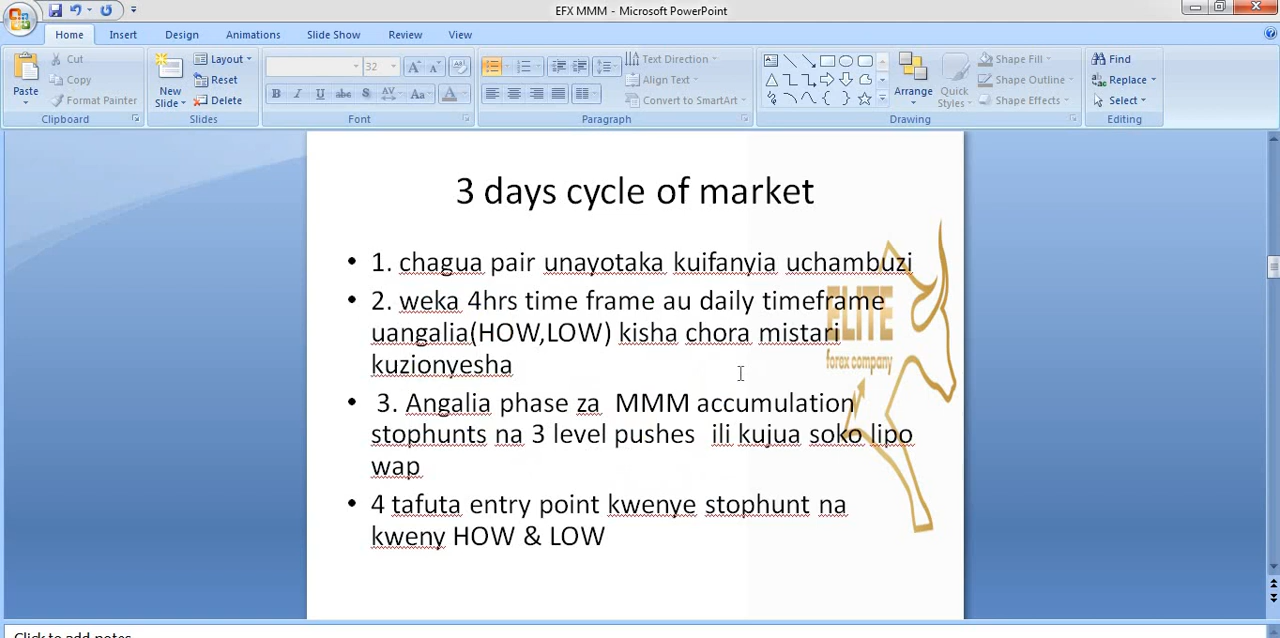 EFX MMM - Microsoft PowerPoint
Home Insert Design Animations Slide Show Review View
Paste
Cut
Copy
Format Painter
Clipboard
New Slide
Layout
Reset
Delete
Slides
32
B I U abc S AV Aa A
Font
Text Direction
Align Text
Convert to SmartArt
Paragraph
Arrange
Quick Styles
Shape Fill
Shape Outline
Shape Effects
Drawing
Find
Replace
Select
Editing
3 days cycle of market
• 1. chagua pair unayotaka kuifanyia uchambuzi
• 2. weka 4hrs time frame au daily timeframe
uangalia(HOW,LOW) kisha chora mistari
kuzionyesha
• 3. Angalia phase za MMM accumulation
stophunts na 3 level pushes ili kujua soko lipo
wap
• 4 tafuta entry point kwenye stophunt na
kweny HOW & LOW
ELITE
forex company
Click to add notes